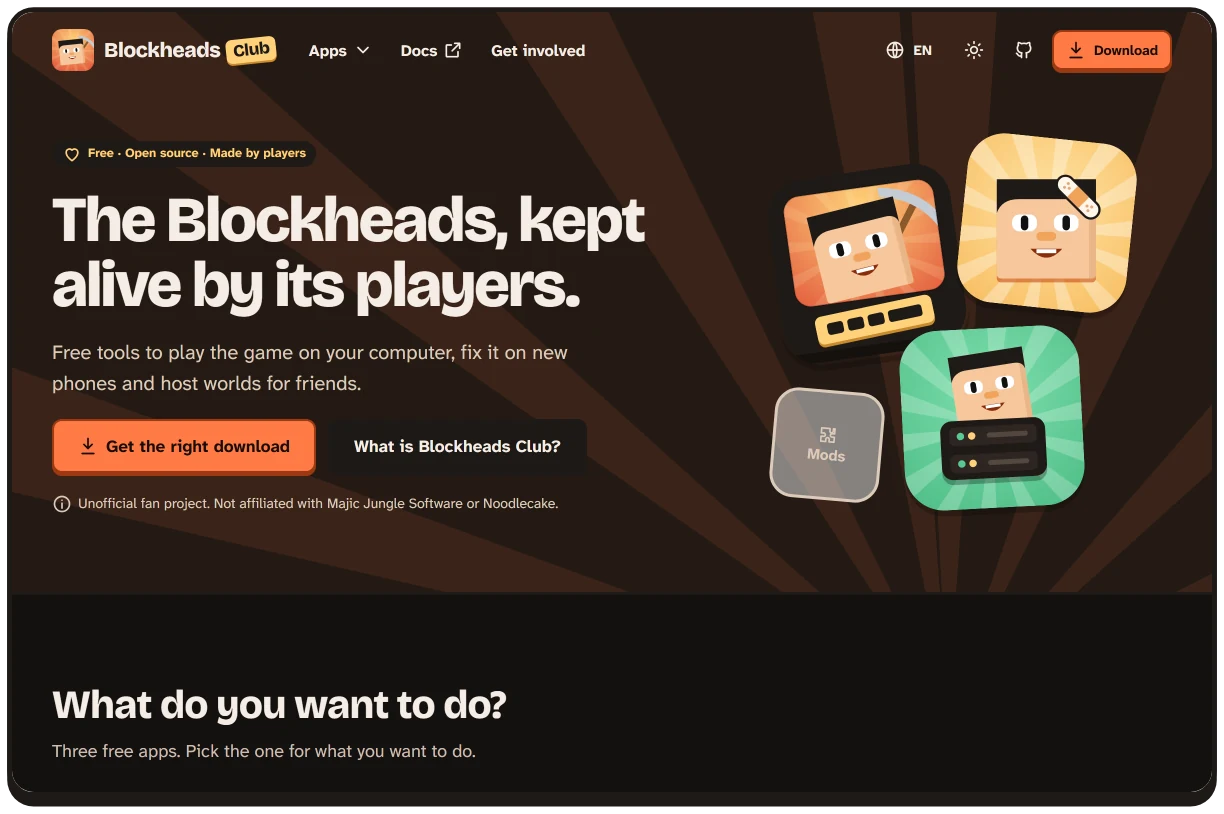 Blockheads Club
Apps
Docs
Get involved
EN
Download
Free · Open source · Made by players
The Blockheads, kept
alive by its players.
Free tools to play the game on your computer, fix it on new
phones and host worlds for friends.
Get the right download
What is Blockheads Club?
Unofficial fan project. Not affiliated with Majic Jungle Software or Noodlecake.
Mods
What do you want to do?
Three free apps. Pick the one for what you want to do.